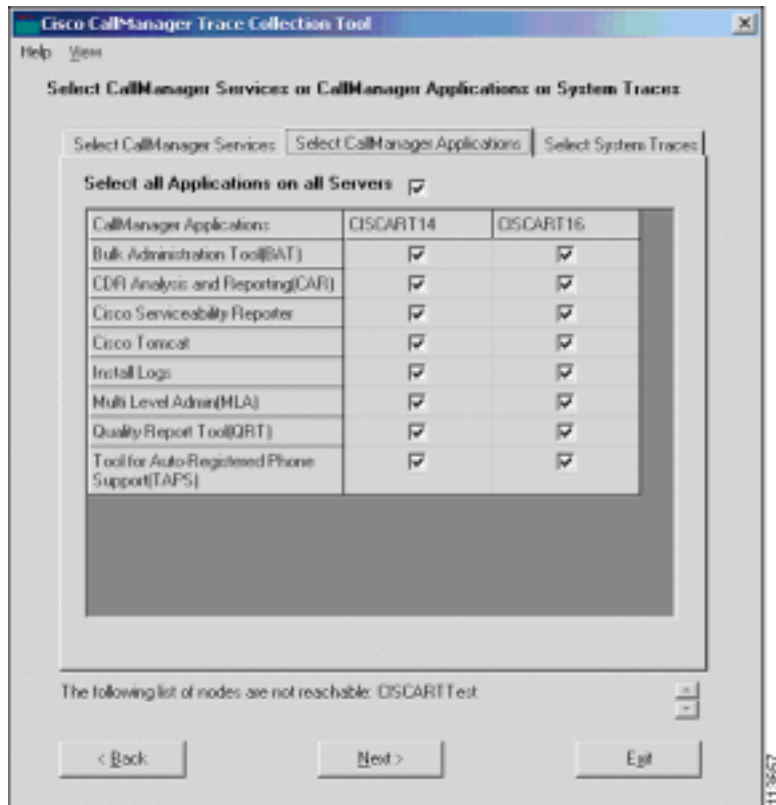 Cisco CallManager Trace Collection Tool
Help View
Select CallManager Services or CallManager Applications or System Traces
Select CallManager Services Select CallManager Applications Select System Traces
Select all Applications on all Servers
CallManager Applications CISCART14 CISCART16
Bulk Administration Tool(BAT)
CDR Analysis and Reporting(CAR)
Cisco Serviceability Reporter
Cisco Tomcat
Install Logs
Multi Level Admin(MLA)
Quality Report Tool(QRT)
Tool for Auto-Registered Phone
Support(TAPS)
The following list of nodes are not reachable: CISCARTTest
< Back Next > Exit
113657